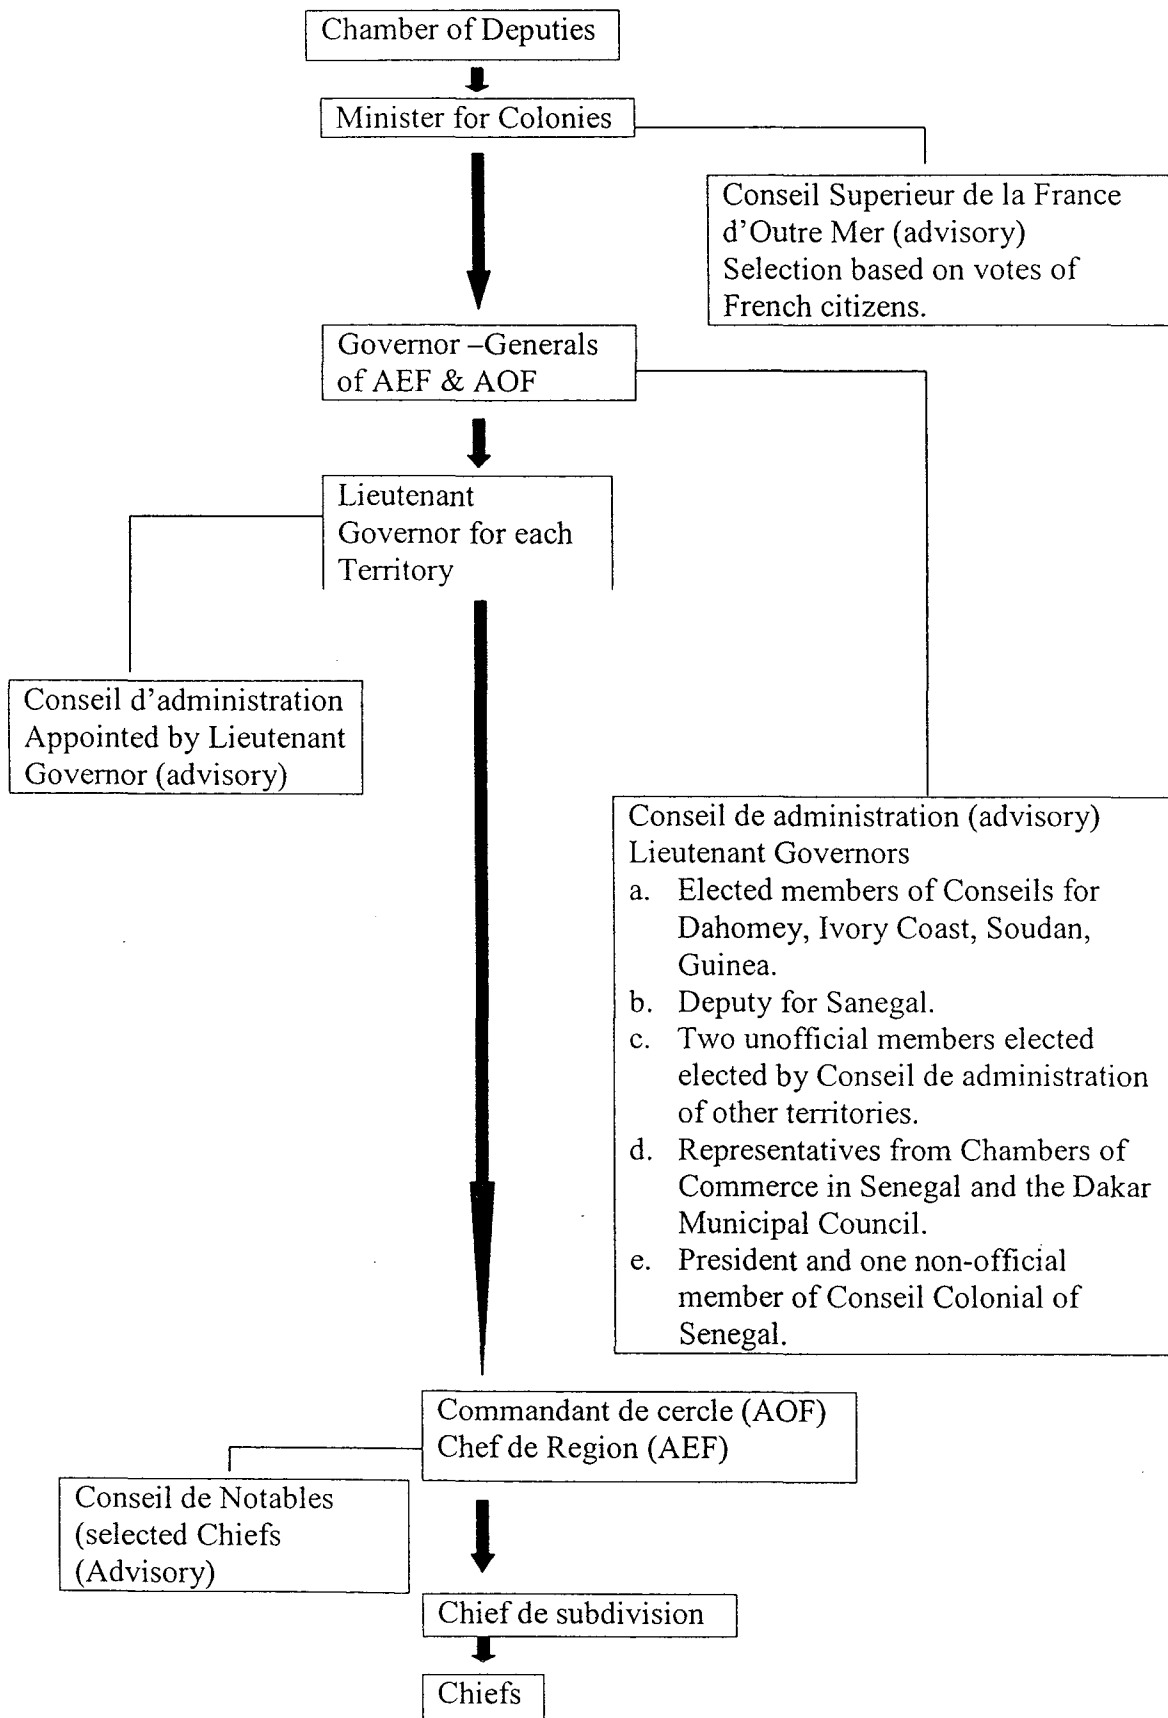 Chamber of Deputies
Minister for Colonies
Conseil Superieur de la France
d'Outre Mer (advisory)
Selection based on votes of
French citizens.
Governor –Generals
of AEF & AOF
Lieutenant
Governor for each
Territory
Conseil d'administration
Appointed by Lieutenant
Governor (advisory)
Conseil de administration (advisory)
Lieutenant Governors
a. Elected members of Conseils for
Dahomey, Ivory Coast, Soudan,
Guinea.
b. Deputy for Sanegal.
c. Two unofficial members elected
elected by Conseil de administration
of other territories.
d. Representatives from Chambers of
Commerce in Senegal and the Dakar
Municipal Council.
e. President and one non-official
member of Conseil Colonial of
Senegal.
Commandant de cercle (AOF)
Chef de Region (AEF)
Conseil de Notables
(selected Chiefs
(Advisory)
Chief de subdivision
Chiefs